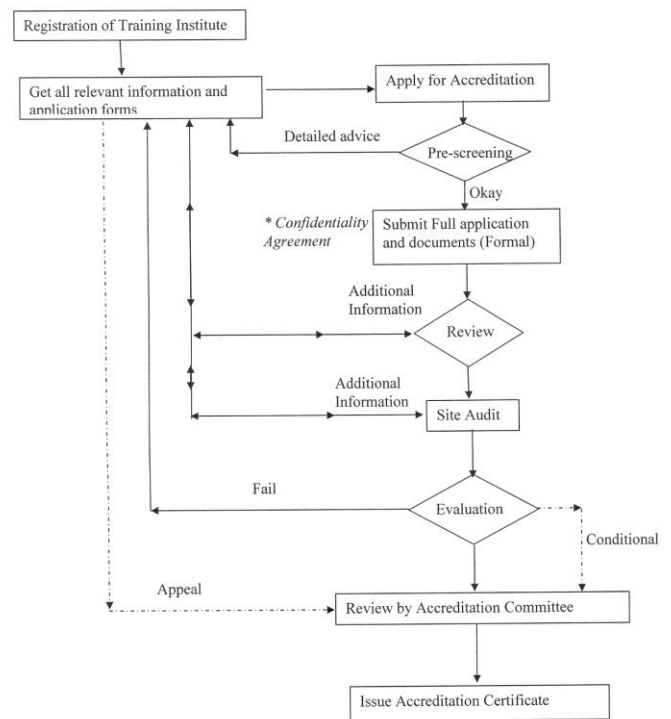 Registration of Training Institute
Get all relevant information and
application forms
Apply for Accreditation
Detailed advice
Pre-screening
Okay
* Confidentiality
Agreement
Submit Full application
and documents (Formal)
Additional
Information
Review
Additional
Information
Site Audit
Fail
Evaluation
Conditional
Appeal
Review by Accreditation Committee
Issue Accreditation Certificate